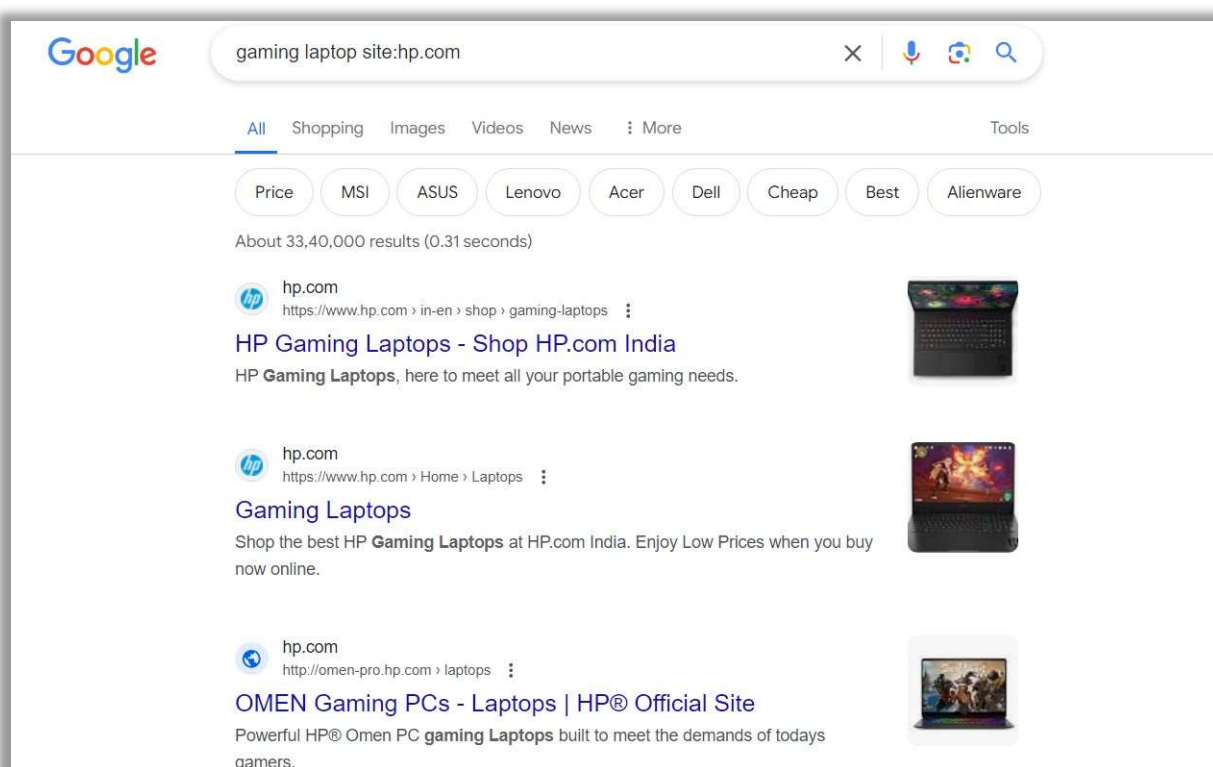 Google
gaming laptop site:hp.com
All Shopping Images Videos News More Tools
Price MSI ASUS Lenovo Acer Dell Cheap Best Alienware
About 33,40,000 results (0.31 seconds)
hp
hp.com
https://www.hp.com › in-en › shop › gaming-laptops
HP Gaming Laptops - Shop HP.com India
HP Gaming Laptops, here to meet all your portable gaming needs.
hp
hp.com
https://www.hp.com › Home › Laptops
Gaming Laptops
Shop the best HP Gaming Laptops at HP.com India. Enjoy Low Prices when you buy
now online.
hp.com
http://omen-pro.hp.com › laptops
OMEN Gaming PCs - Laptops | HP® Official Site
Powerful HP® Omen PC gaming Laptops built to meet the demands of todays
gamers.